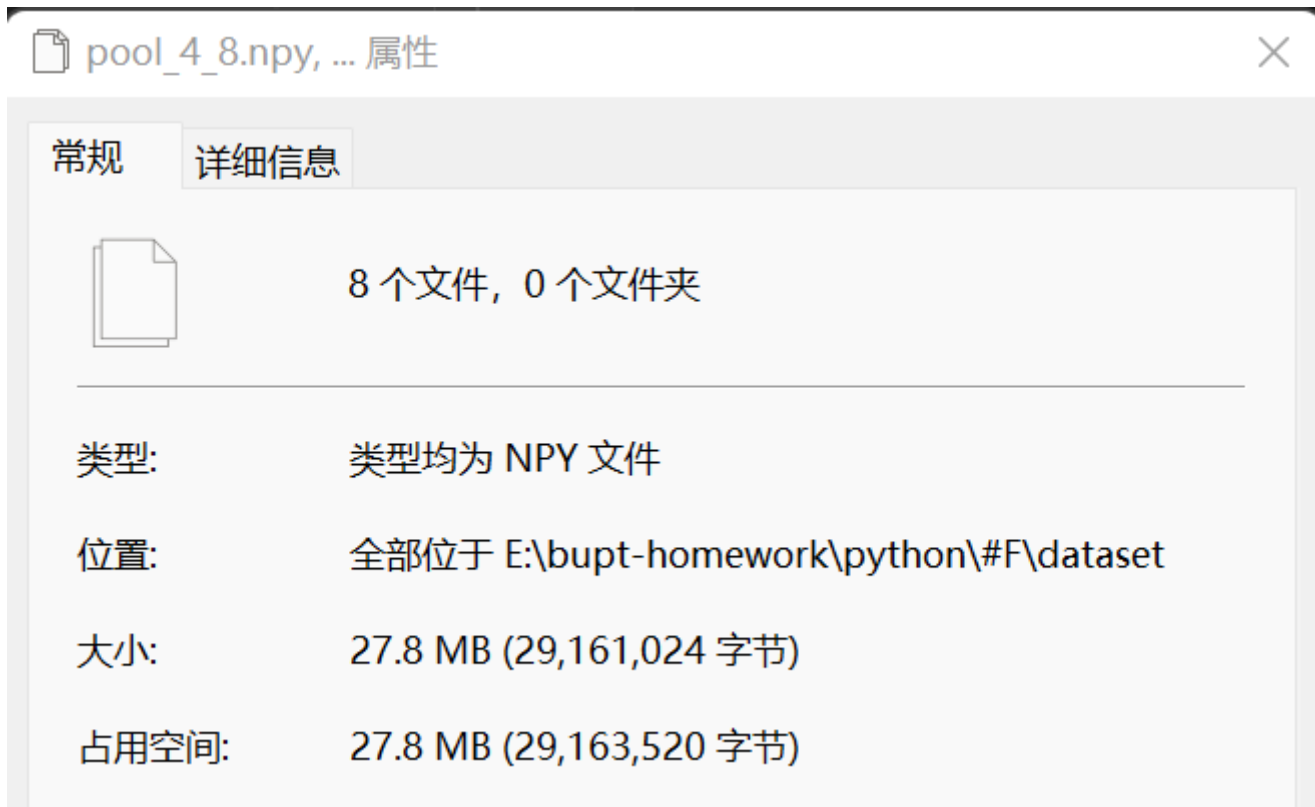 pool_4_8.npy, ... 属性
常规
详细信息
8 个文件，0 个文件夹
类型: 类型均为 NPY 文件
位置: 全部位于 E:\bupt-homework\python\#F\dataset
大小: 27.8 MB (29,161,024 字节)
占用空间: 27.8 MB (29,163,520 字节)